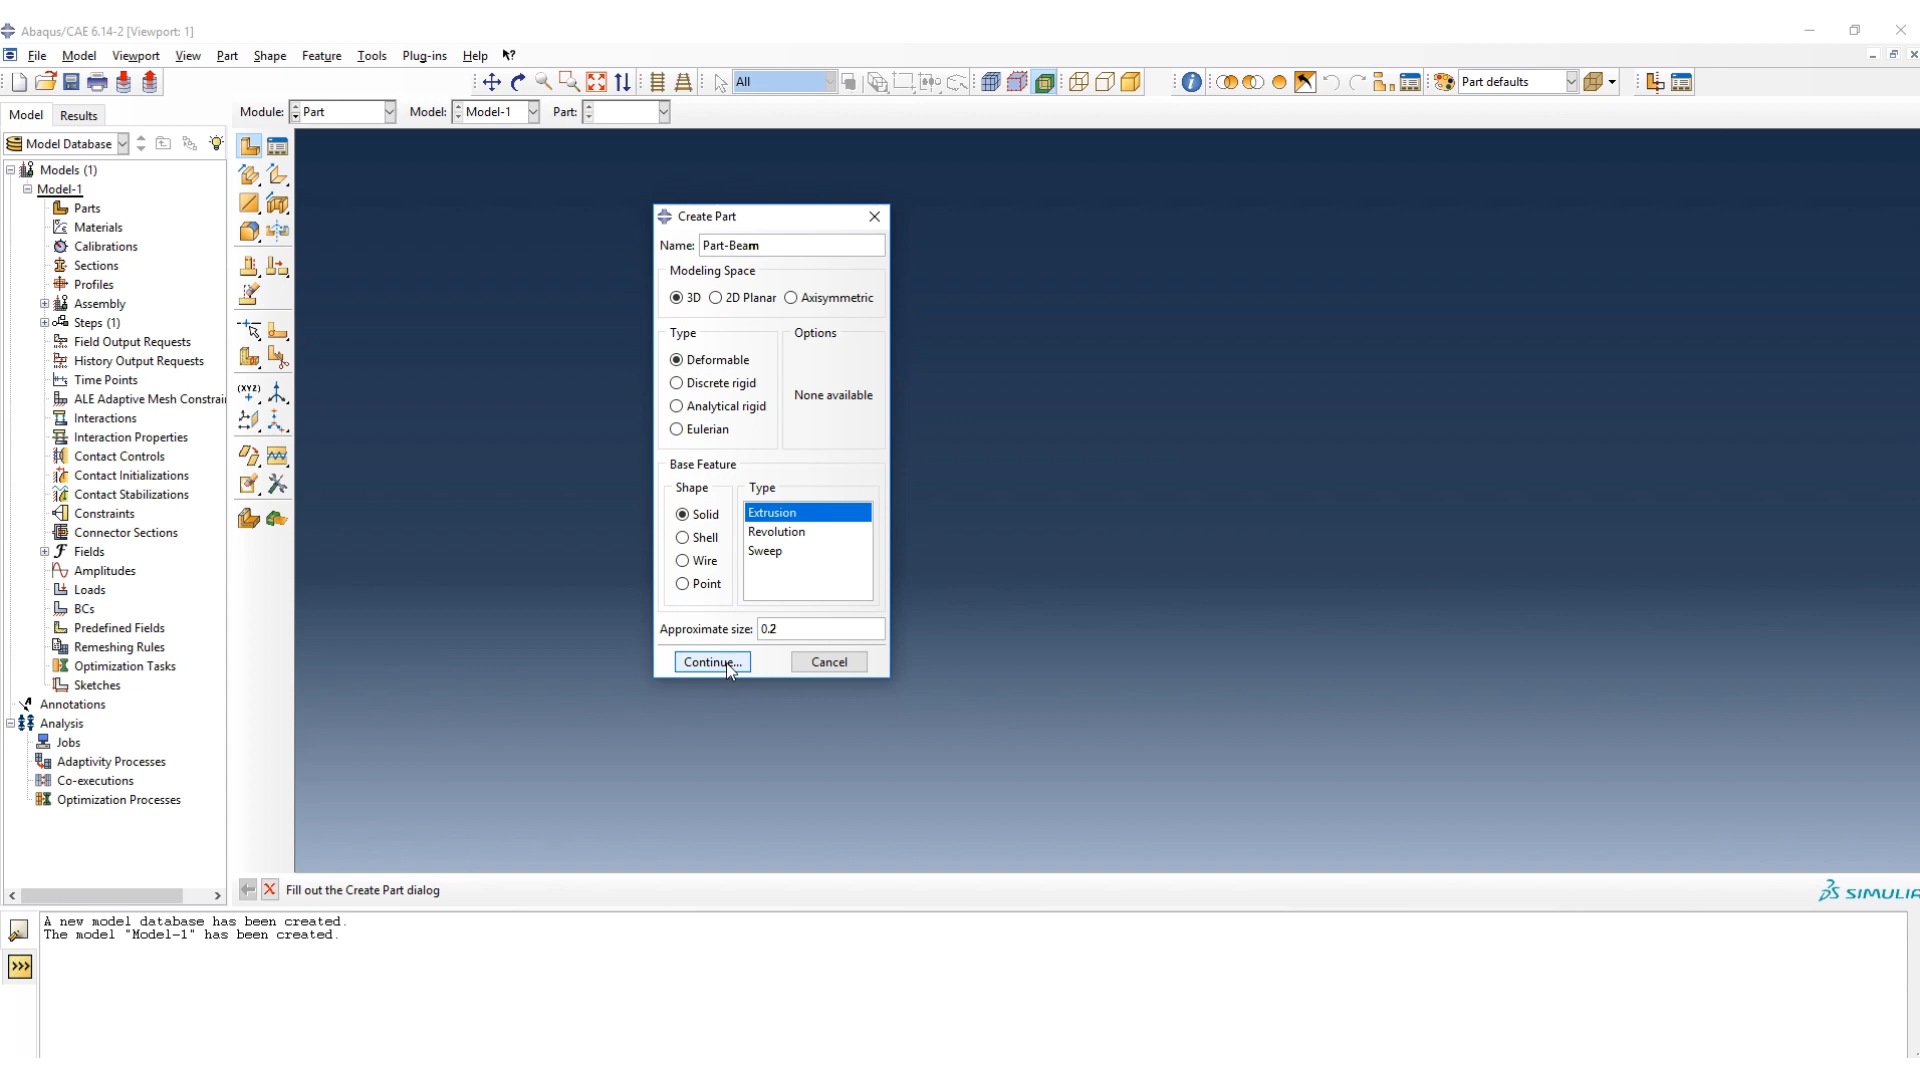 Abaqus/CAE 6.14-2 [Viewport: 1]
File Model Viewport View Part Shape Feature Tools Plug-ins Help
All
Part defaults
Model Results
Module: Part Model: Model-1 Part:
Model Database
Models (1)
Model-1
Parts
Materials
Calibrations
Sections
Profiles
Assembly
Steps (1)
Field Output Requests
History Output Requests
Time Points
ALE Adaptive Mesh Constrai
Interactions
Interaction Properties
Contact Controls
Contact Initializations
Contact Stabilizations
Constraints
Connector Sections
Fields
Amplitudes
Loads
BCs
Predefined Fields
Remeshing Rules
Optimization Tasks
Sketches
Annotations
Analysis
Jobs
Adaptivity Processes
Co-executions
Optimization Processes
(XYZ)
Create Part
Name: Part-Beam
Modeling Space
3D 2D Planar Axisymmetric
Type
Options
Deformable
Discrete rigid
Analytical rigid
Eulerian
None available
Base Feature
Shape
Type
Solid
Shell
Wire
Point
Extrusion
Revolution
Sweep
Approximate size: 0.2
Continue... Cancel
Fill out the Create Part dialog
SIMULIA
A new model database has been created.
The model "Model-1" has been created.
>>>